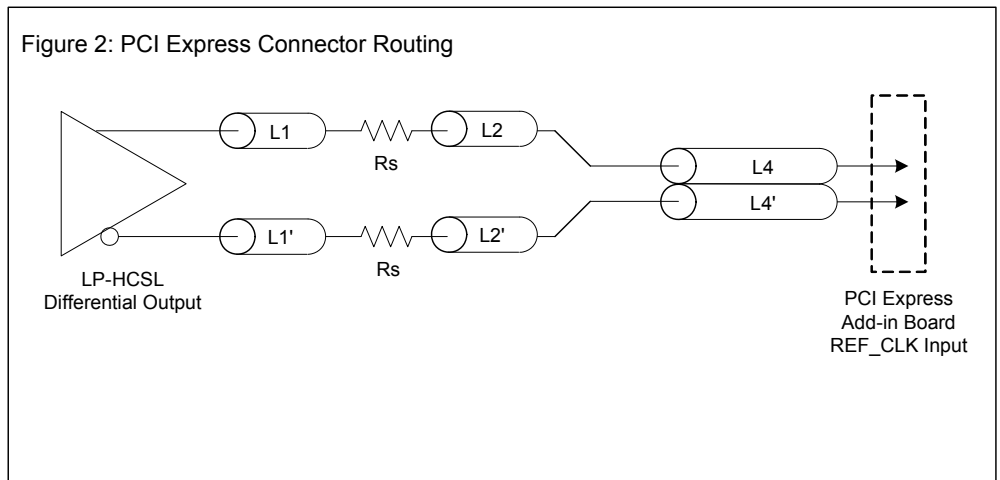 Figure 2: PCI Express Connector Routing
L1
L2
Rs
L4
L4'
L1'
L2'
Rs
LP-HCSL
Differential Output
PCI Express
Add-in Board
REF_CLK Input